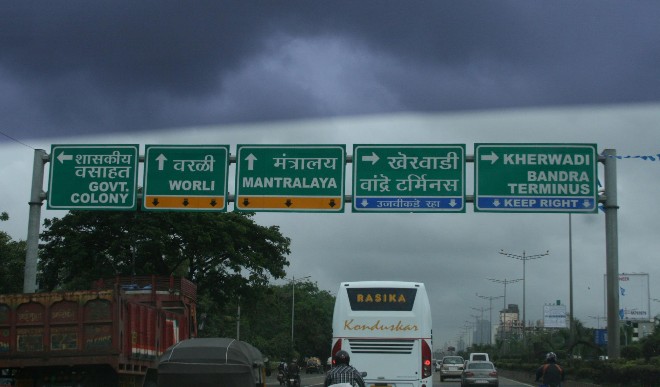 ← शासकीय
वसाहत
GOVT.
COLONY
↑ वरळी
WORLI
↑ मंत्रालय
MANTRALAYA
→ खेरवाडी
वांद्रे टर्मिनस
उजवीकडे रहा
→ KHERWADI
BANDRA
TERMINUS
KEEP RIGHT
RASIKA
Konduskar